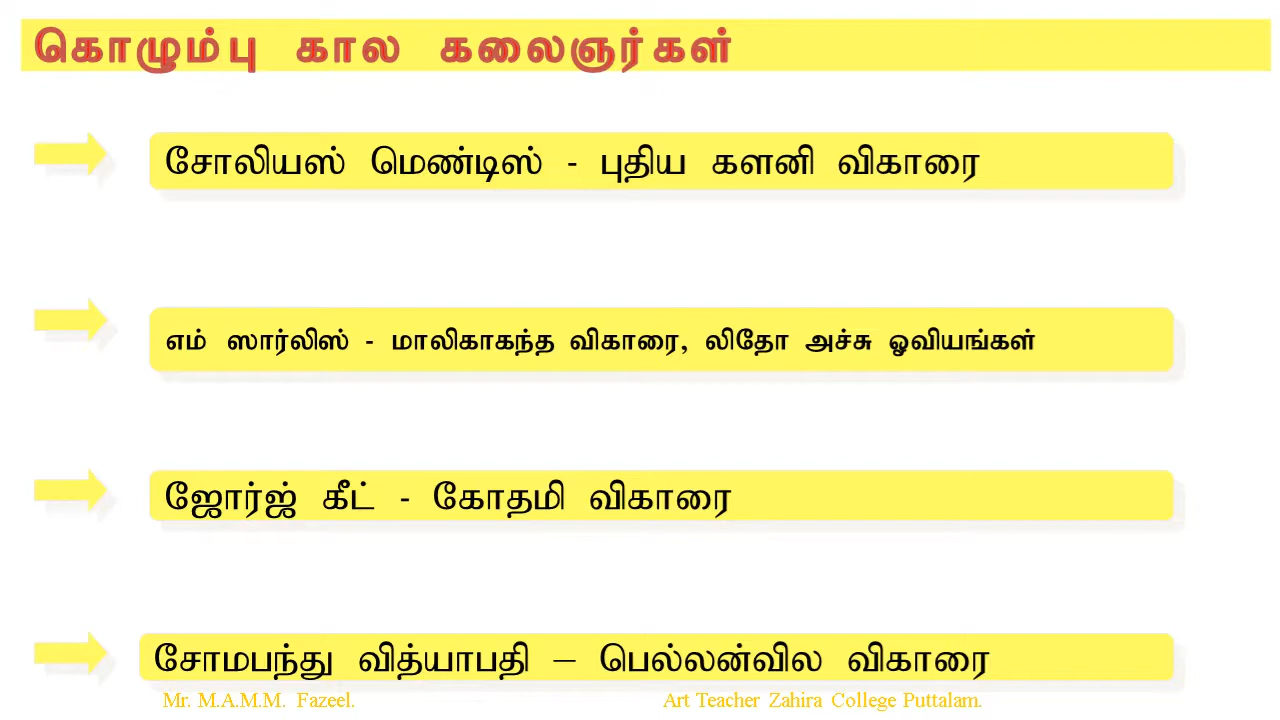 கொழும்பு கால கலைஞர்கள்
சோலியஸ் மெண்டிஸ் - புதிய களனி விகாரை
எம் ஸார்லிஸ் - மாலிகாகந்த விகாரை, லிதோ அச்சு ஓவியங்கள்
ஜோர்ஜ் கீட் - கோதமி விகாரை
சோமபந்து வித்யாபதி – பெல்லன்வில விகாரை
Mr. M.A.M.M. Fazeel. Art Teacher Zahira College Puttalam.